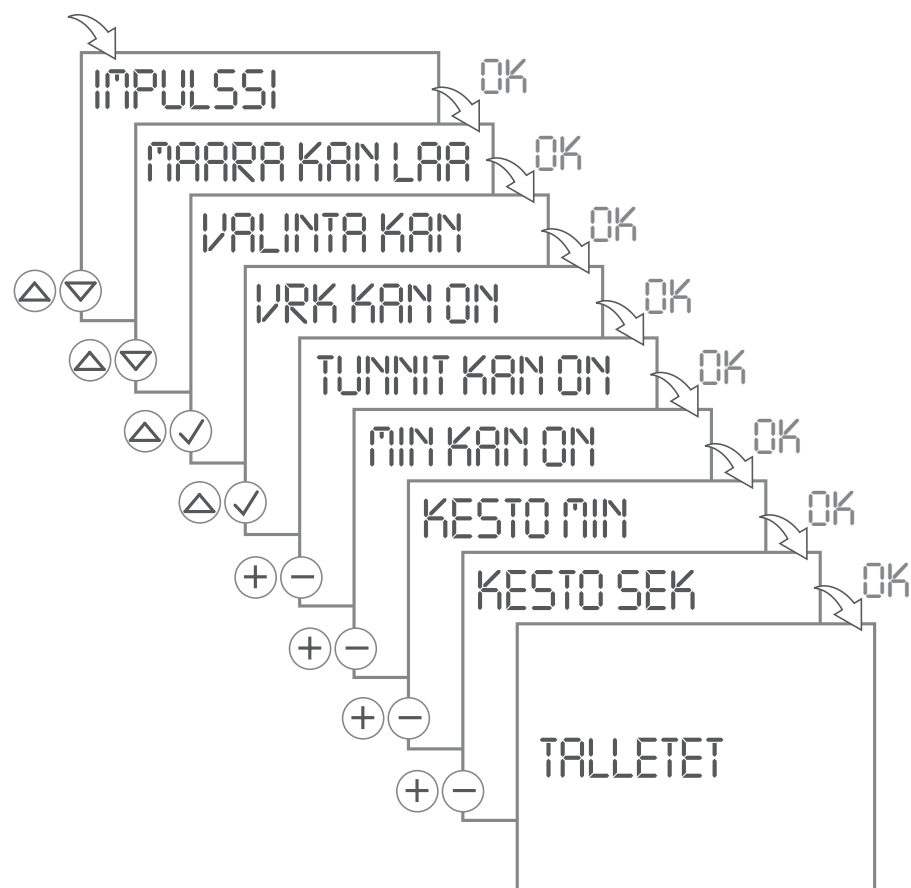 IMPULSSI
OK
MAARA KAN LAA
OK
VALINTA KAN
OK
VRK KAN ON
OK
TUNNIT KAN ON
OK
MIN KAN ON
OK
KESTO MIN
OK
KESTO SEK
OK
TALLETET